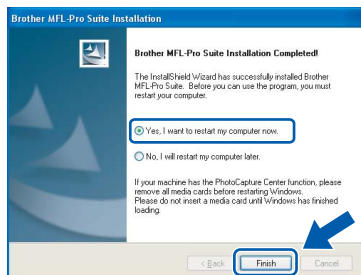 Brother MFL-Pro Suite Installation
Brother MFL-Pro Suite Installation Completed!
The InstallShield Wizard has successfully installed Brother
MFL-Pro Suite. Before you can use the program, you must
restart your computer.
Yes, I want to restart my computer now.
No, I will restart my computer later.
If your machine has the PhotoCapture Center function, please
remove all media cards before restarting Windows.
Please do not insert a media card until Windows has finished
loading.
< Back Finish Cancel